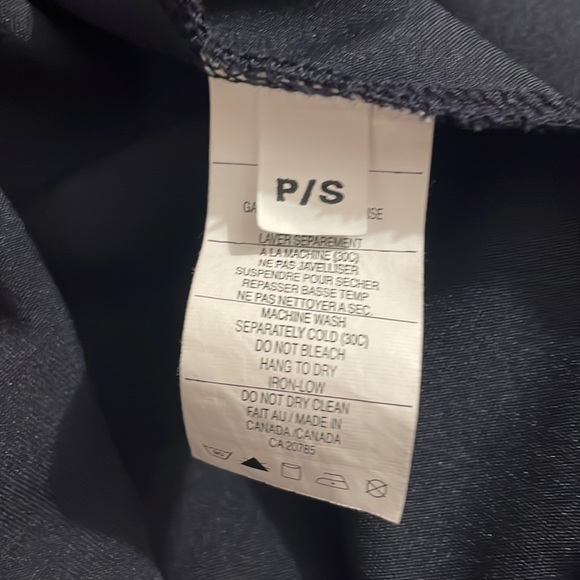 P/S
LAVER SEPAREMENT
A LA MACHINE (30C)
NE PAS JAVELLISER
SUSPENDRE POUR SECHER
REPASSER BASSE TEMP
NE PAS NETTOYER A SEC.
MACHINE WASH
SEPARATELY COLD (30C)
DO NOT BLEACH
HANG TO DRY
IRON-LOW
DO NOT DRY CLEAN
FAIT AU / MADE IN
CANADA /CANADA
CA 20785